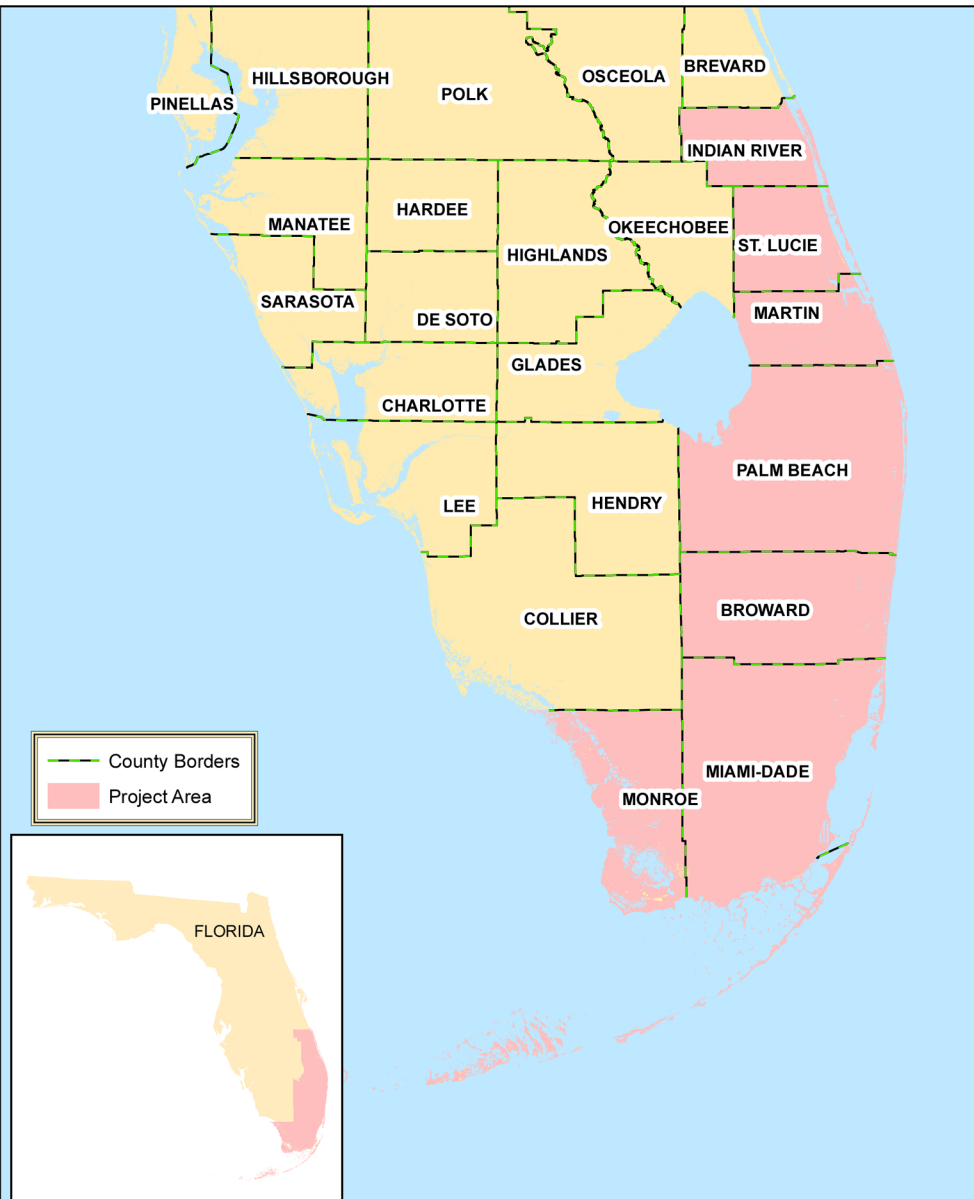 BREVARD
OSCEOLA
HILLSBOROUGH
POLK
PINELLAS
INDIAN RIVER
HARDEE
MANATEE
OKEECHOBEE
ST. LUCIE
HIGHLANDS
SARASOTA
MARTIN
DE SOTO
GLADES
CHARLOTTE
PALM BEACH
HENDRY
LEE
BROWARD
COLLIER
County Borders
MIAMI-DADE
Project Area
MONROE
FLORIDA